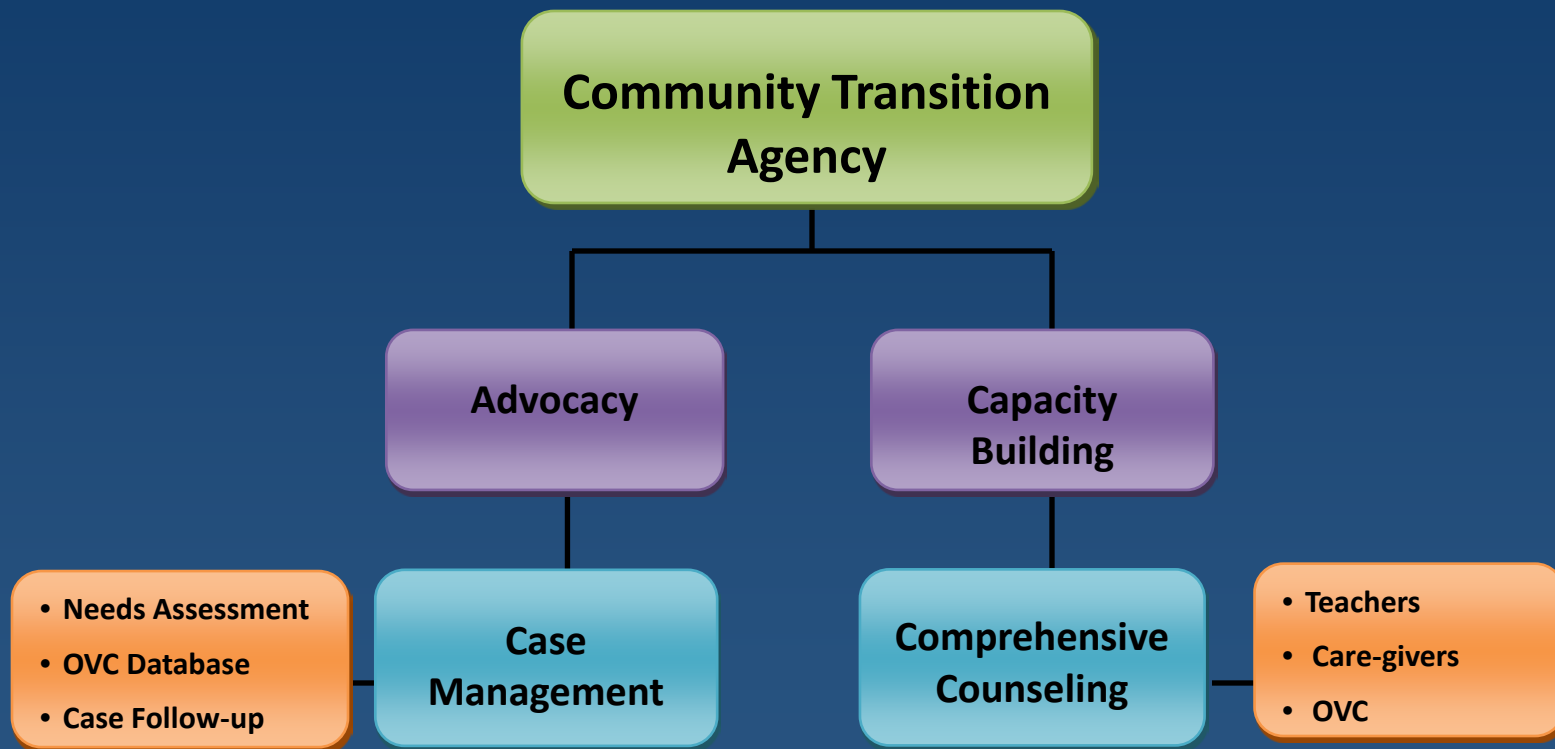 Community Transition
Agency
Advocacy
Capacity
Building
• Needs Assessment
• OVC Database
• Case Follow-up
Case
Management
Comprehensive
Counseling
• Teachers
• Care-givers
• OVC